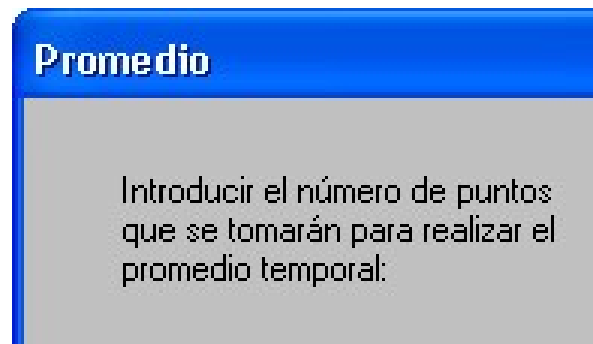 Promedio
Introducir el número de puntos
que se tomarán para realizar el
promedio temporal: